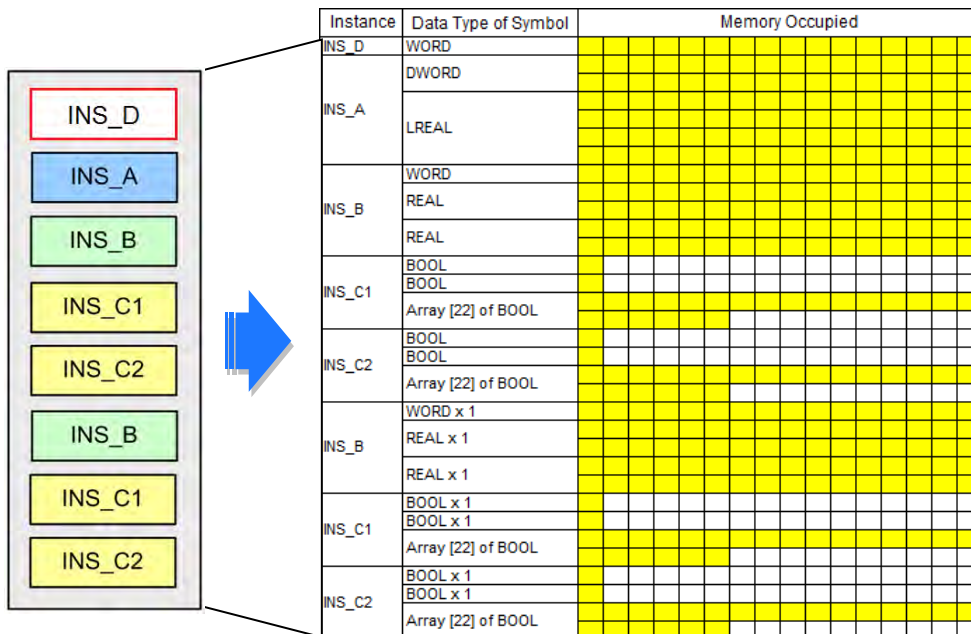 INS_D
INS_A
INS_B
INS_C1
INS_C2
INS_B
INS_C1
INS_C2
Instance Data Type of Symbol Memory Occupied
INS_D WORD
INS_A DWORD
LREAL
INS_B WORD
REAL
REAL
INS_C1 BOOL
BOOL
Array [22] of BOOL
INS_C2 BOOL
BOOL
Array [22] of BOOL
INS_B WORD x 1
REAL x 1
REAL x 1
INS_C1 BOOL x 1
BOOL x 1
Array [22] of BOOL
INS_C2 BOOL x 1
BOOL x 1
Array [22] of BOOL